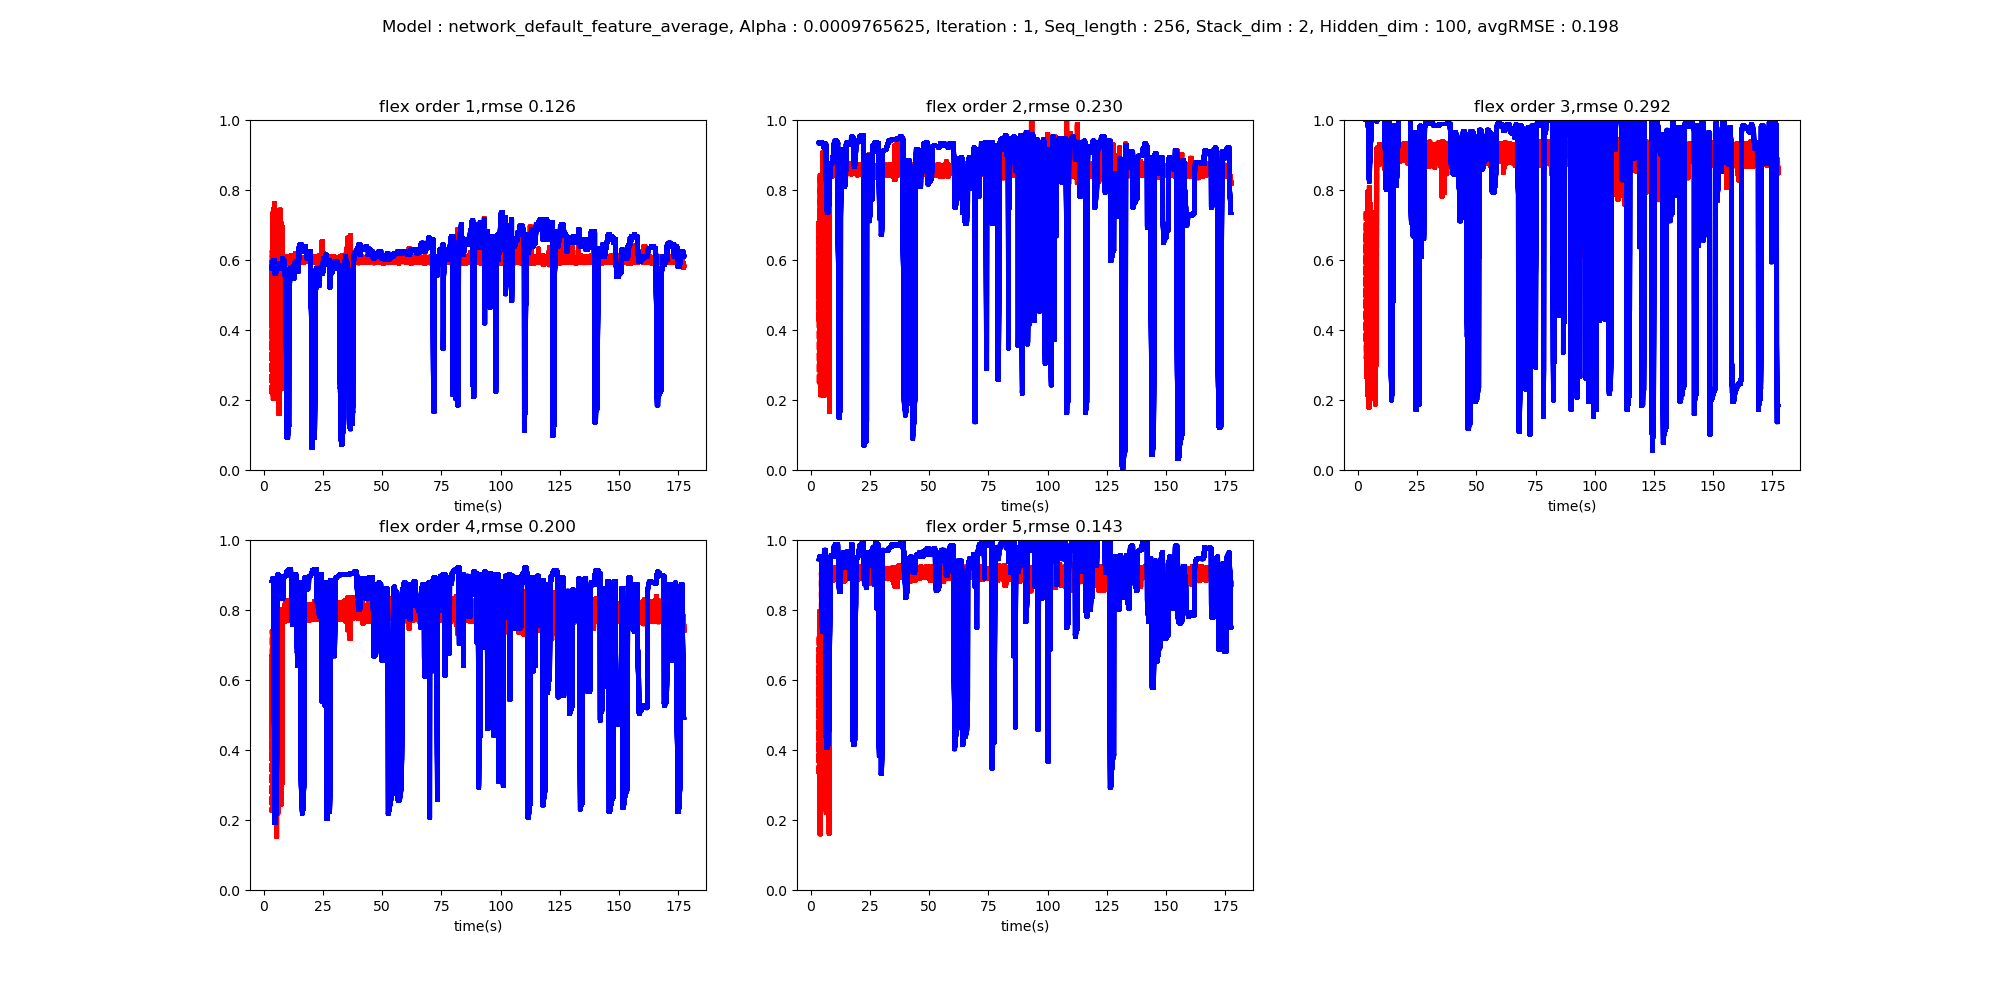 Model : network_default_feature_average, Alpha : 0.0009765625, Iteration : 1, Seq_length : 256, Stack_dim : 2, Hidden_dim : 100, avgRMSE : 0.198
flex order 1,rmse 0.126
1.0
0.8
0.6
0.4
0.2
0.0
0 25 50 75 100 125 150 175
time(s)
flex order 2,rmse 0.230
1.0
0.8
0.6
0.4
0.2
0.0
0 25 50 75 100 125 150 175
time(s)
flex order 3,rmse 0.292
1.0
0.8
0.6
0.4
0.2
0.0
0 25 50 75 100 125 150 175
time(s)
flex order 4,rmse 0.200
1.0
0.8
0.6
0.4
0.2
0.0
0 25 50 75 100 125 150 175
time(s)
flex order 5,rmse 0.143
1.0
0.8
0.6
0.4
0.2
0.0
0 25 50 75 100 125 150 175
time(s)